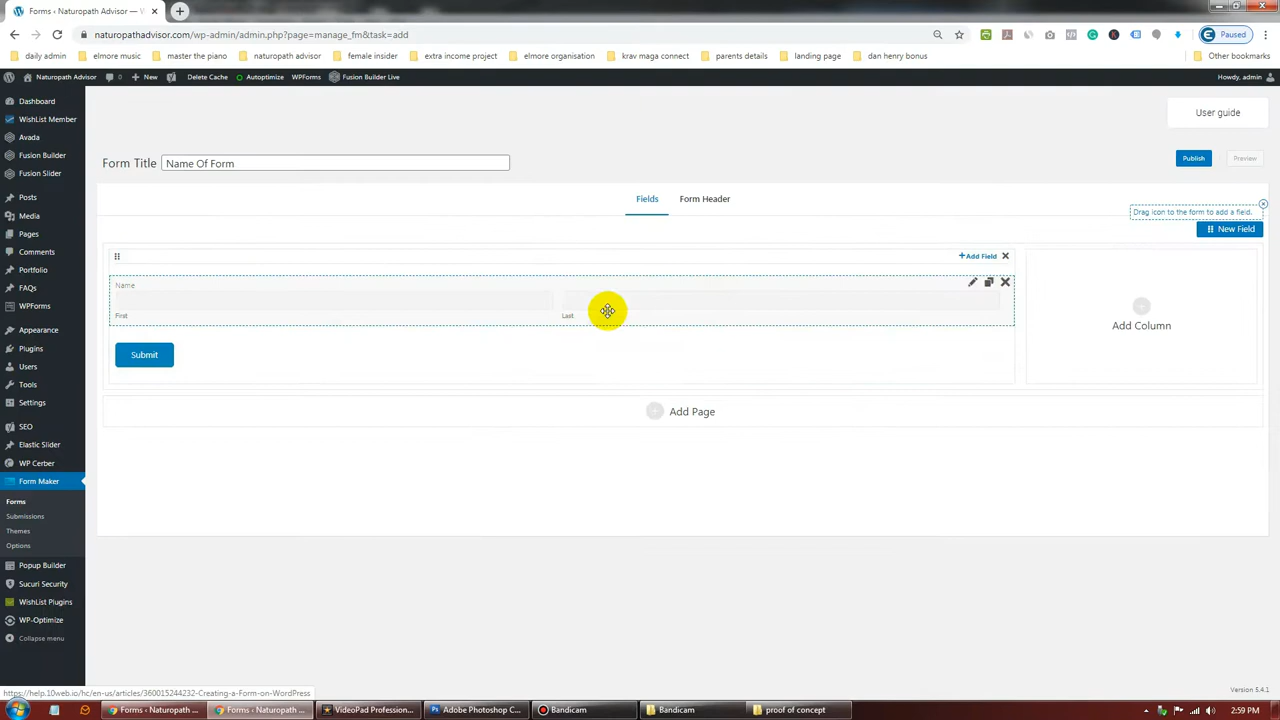 Forms ‹ Naturopath Advisor — W
naturopathadvisor.com/wp-admin/admin.php?page=manage_fm&task=add
Paused
daily admin
elmore music
master the piano
naturopath advisor
female insider
extra income project
elmore organisation
krav maga connect
parents details
landing page
dan henry bonus
Other bookmarks
Naturopath Advisor
0
New
Delete Cache
Autoptimize
WPForms
Fusion Builder Live
Howdy, admin
Dashboard
WishList Member
Avada
Fusion Builder
Fusion Slider
Posts
Media
Pages
Comments
Portfolio
FAQs
WPForms
Appearance
Plugins
Users
Tools
Settings
SEO
Elastic Slider
WP Cerber
Form Maker
Forms
Submissions
Themes
Options
Popup Builder
Sucuri Security
WishList Plugins
WP-Optimize
Collapse menu
User guide
Form Title
Name Of Form
Publish
Preview
Fields
Form Header
Drag icon to the form to add a field.
New Field
Add Field
Name
First
Last
Submit
Add Column
Add Page
https://help.10web.io/hc/en-us/articles/360015244232-Creating-a-Form-on-WordPress
Version 5.4.1
Forms ‹ Naturopath ...
Forms ‹ Naturopath ...
VideoPad Profession...
Adobe Photoshop C...
Bandicam
Bandicam
proof of concept
2:59 PM